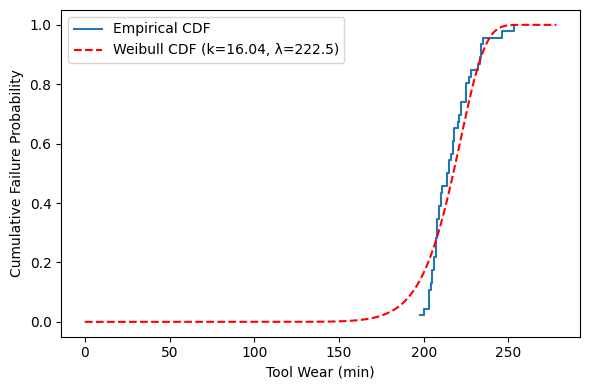 Empirical CDF
Weibull CDF (k=16.04, λ=222.5)
Cumulative Failure Probability
1.0
0.8
0.6
0.4
0.2
0.0
0 50 100 150 200 250
Tool Wear (min)